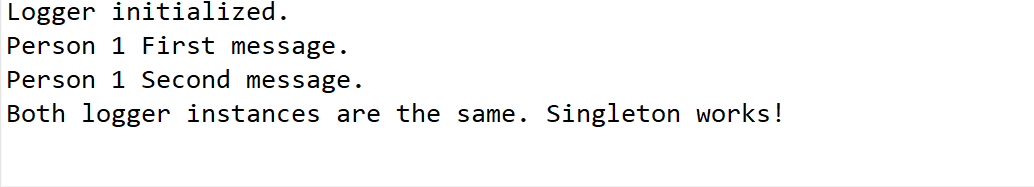 Logger initialized.
Person 1 First message.
Person 1 Second message.
Both logger instances are the same. Singleton works!